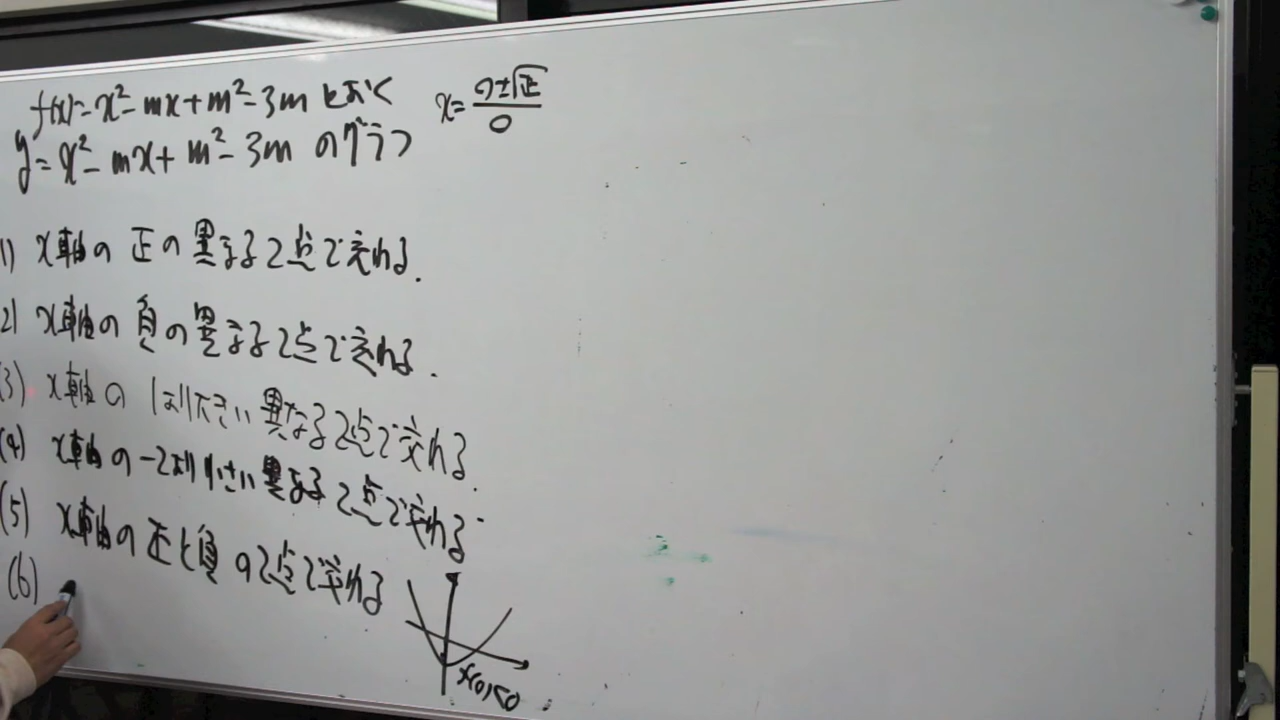 f(x)=x²-mx+m²-3m とおく
x=○±√正/○
y=x²-mx+m²-3m のグラフ
1) x軸の正の異なる2点で交わる.
2) x軸の負の異なる2点で交わる.
(3) x軸の1より大きい異なる2点で交わる.
(4) x軸の-2より小さい異なる2点で交わる.
(5) x軸の正と負の2点で交わる
(6)
f(0)<0